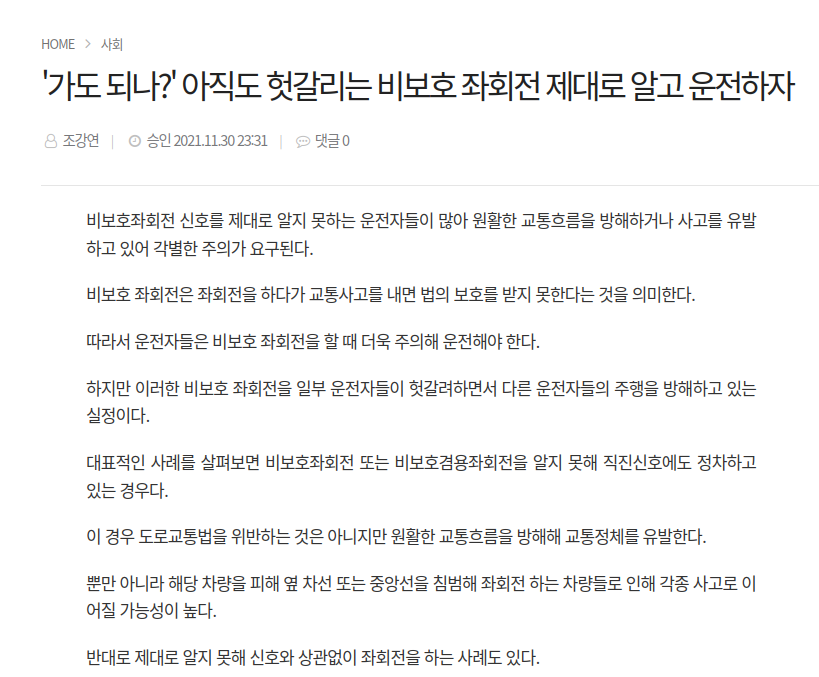 HOME > 사회
'가도 되나?' 아직도 헛갈리는 비보호 좌회전 제대로 알고 운전하자
조강연 | 승인 2021.11.30 23:31 | 댓글 0
비보호좌회전 신호를 제대로 알지 못하는 운전자들이 많아 원활한 교통흐름을 방해하거나 사고를 유발
하고 있어 각별한 주의가 요구된다.
비보호 좌회전은 좌회전을 하다가 교통사고를 내면 법의 보호를 받지 못한다는 것을 의미한다.
따라서 운전자들은 비보호 좌회전을 할 때 더욱 주의해 운전해야 한다.
하지만 이러한 비보호 좌회전을 일부 운전자들이 헛갈려하면서 다른 운전자들의 주행을 방해하고 있는
실정이다.
대표적인 사례를 살펴보면 비보호좌회전 또는 비보호겸용좌회전을 알지 못해 직진신호에도 정차하고
있는 경우다.
이 경우 도로교통법을 위반하는 것은 아니지만 원활한 교통흐름을 방해해 교통정체를 유발한다.
뿐만 아니라 해당 차량을 피해 옆 차선 또는 중앙선을 침범해 좌회전 하는 차량들로 인해 각종 사고로 이
어질 가능성이 높다.
반대로 제대로 알지 못해 신호와 상관없이 좌회전을 하는 사례도 있다.